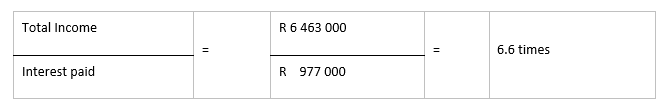 Total Income = R 6 463 000 = 6.6 times
Interest paid R 977 000